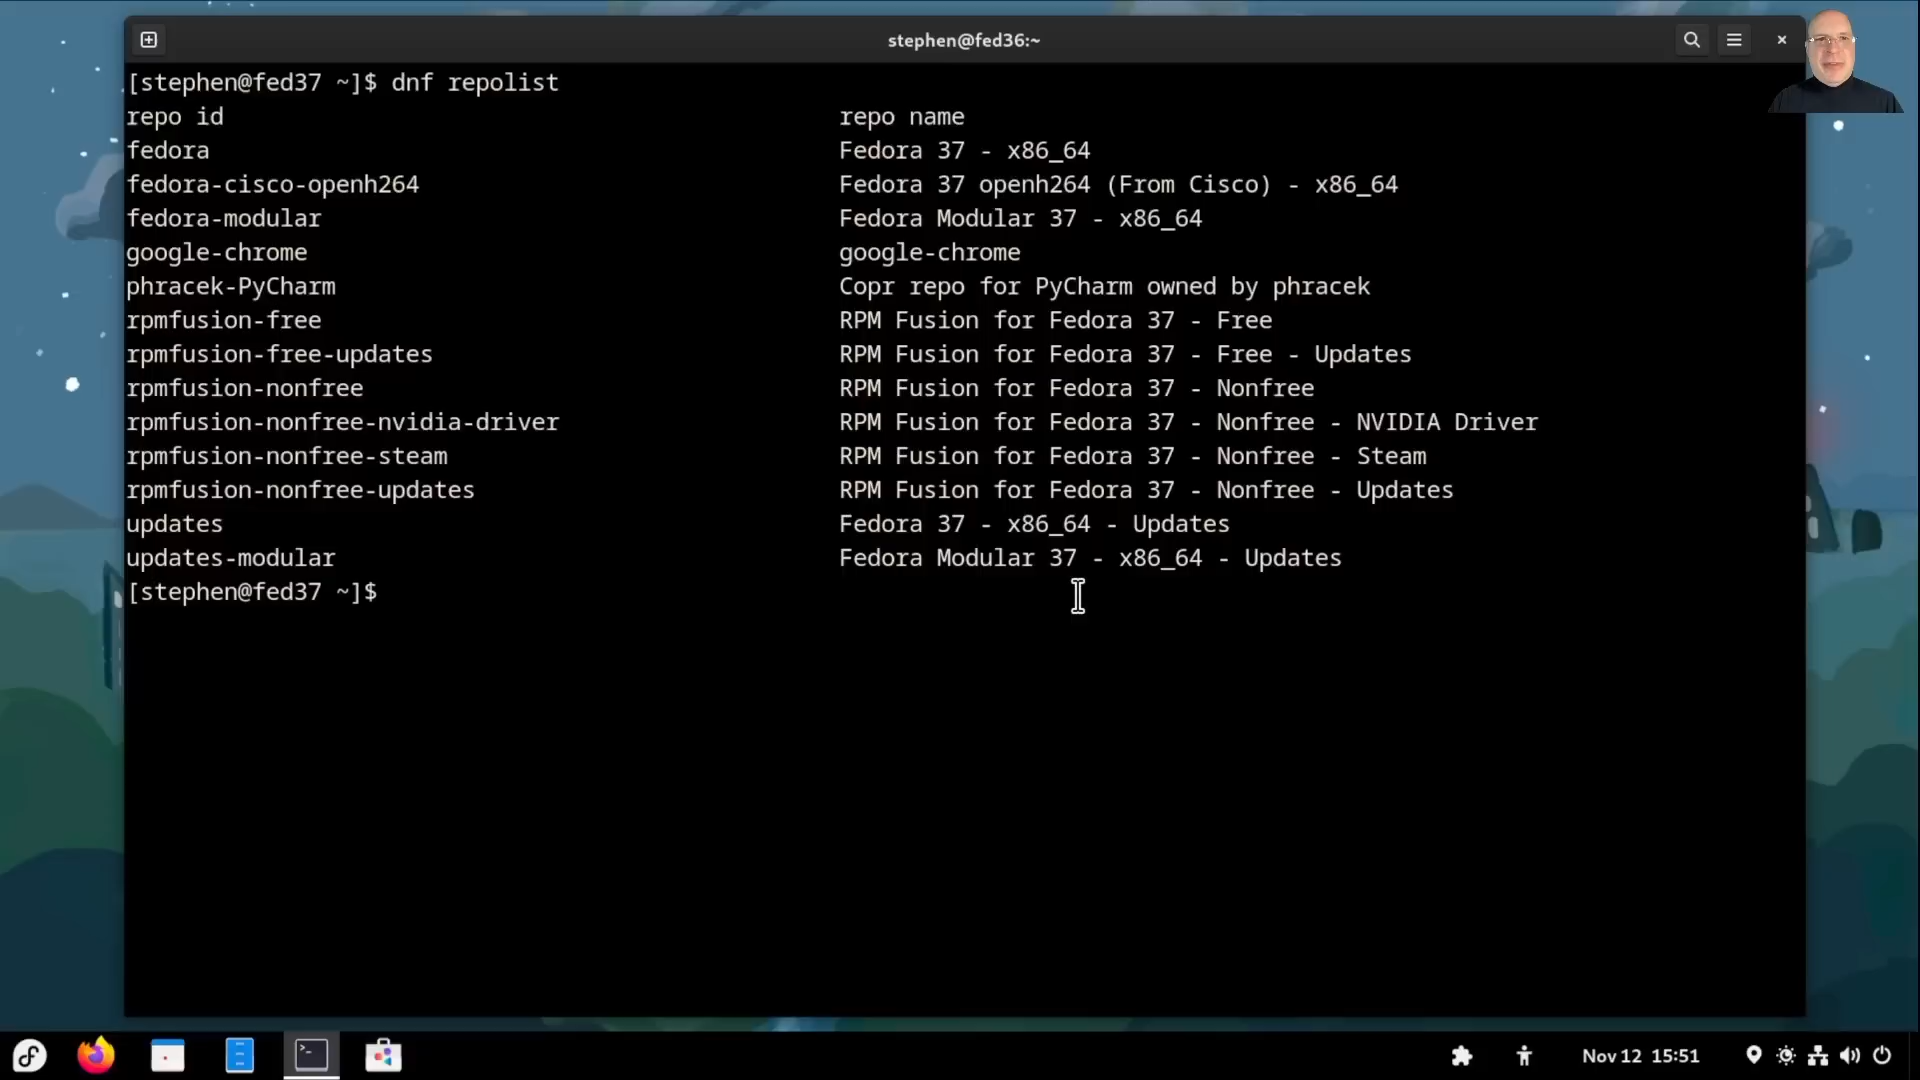 stephen@fed36:~
[stephen@fed37 ~]$ dnf repolist
repo id repo name
fedora Fedora 37 - x86_64
fedora-cisco-openh264 Fedora 37 openh264 (From Cisco) - x86_64
fedora-modular Fedora Modular 37 - x86_64
google-chrome google-chrome
phracek-PyCharm Copr repo for PyCharm owned by phracek
rpmfusion-free RPM Fusion for Fedora 37 - Free
rpmfusion-free-updates RPM Fusion for Fedora 37 - Free - Updates
rpmfusion-nonfree RPM Fusion for Fedora 37 - Nonfree
rpmfusion-nonfree-nvidia-driver RPM Fusion for Fedora 37 - Nonfree - NVIDIA Driver
rpmfusion-nonfree-steam RPM Fusion for Fedora 37 - Nonfree - Steam
rpmfusion-nonfree-updates RPM Fusion for Fedora 37 - Nonfree - Updates
updates Fedora 37 - x86_64 - Updates
updates-modular Fedora Modular 37 - x86_64 - Updates
[stephen@fed37 ~]$
Nov 12 15:51